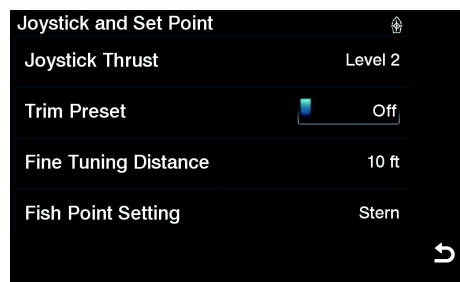 Joystick and Set Point
Joystick Thrust Level 2
Trim Preset Off
Fine Tuning Distance 10 ft
Fish Point Setting Stern